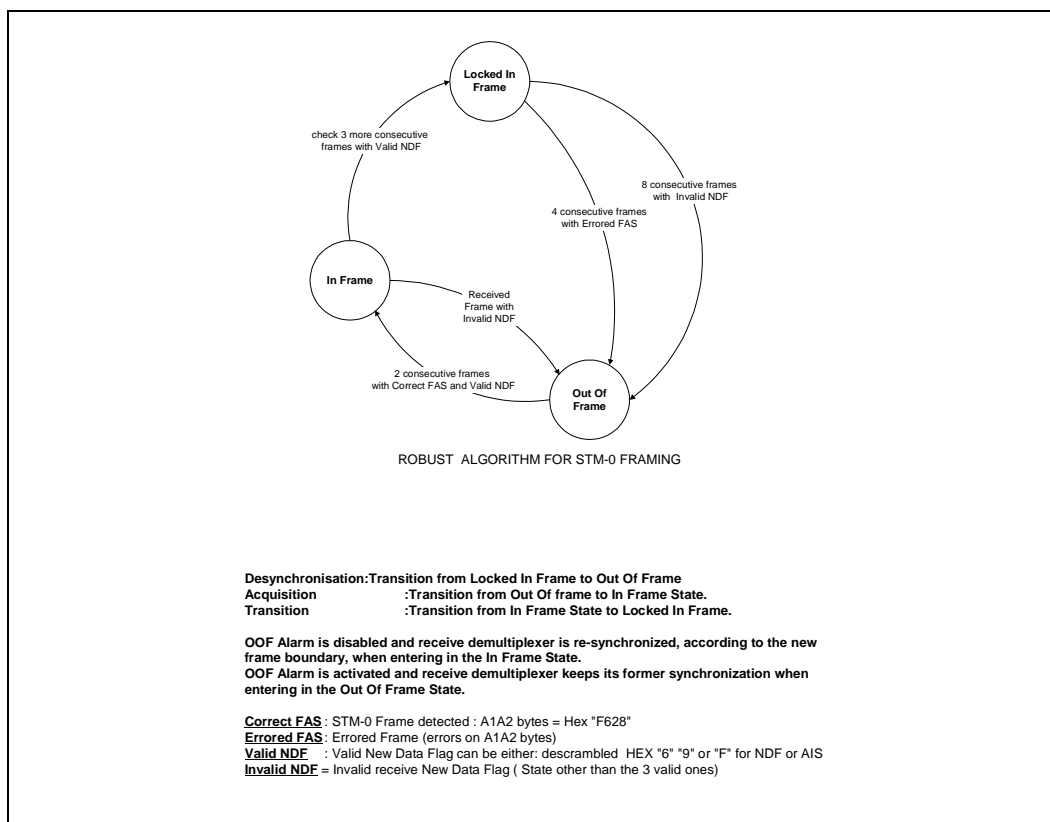 Locked In
Frame
check 3 more consecutive
frames with Valid NDF
8 consecutive frames
with Invalid NDF
4 consecutive frames
with Errored FAS
In Frame
Received
Frame with
Invalid NDF
2 consecutive frames
with Correct FAS and Valid NDF
Out Of
Frame
ROBUST ALGORITHM FOR STM-0 FRAMING
Desynchronisation:Transition from Locked In Frame to Out Of Frame
Acquisition :Transition from Out Of frame to In Frame State.
Transition :Transition from In Frame State to Locked In Frame.
OOF Alarm is disabled and receive demultiplexer is re-synchronized, according to the new
frame boundary, when entering in the In Frame State.
OOF Alarm is activated and receive demultiplexer keeps its former synchronization when
entering in the Out Of Frame State.
Correct FAS : STM-0 Frame detected : A1A2 bytes = Hex "F628"
Errored FAS : Errored Frame (errors on A1A2 bytes)
Valid NDF : Valid New Data Flag can be either: descrambled HEX "6" "9" or "F" for NDF or AIS
Invalid NDF = Invalid receive New Data Flag ( State other than the 3 valid ones)